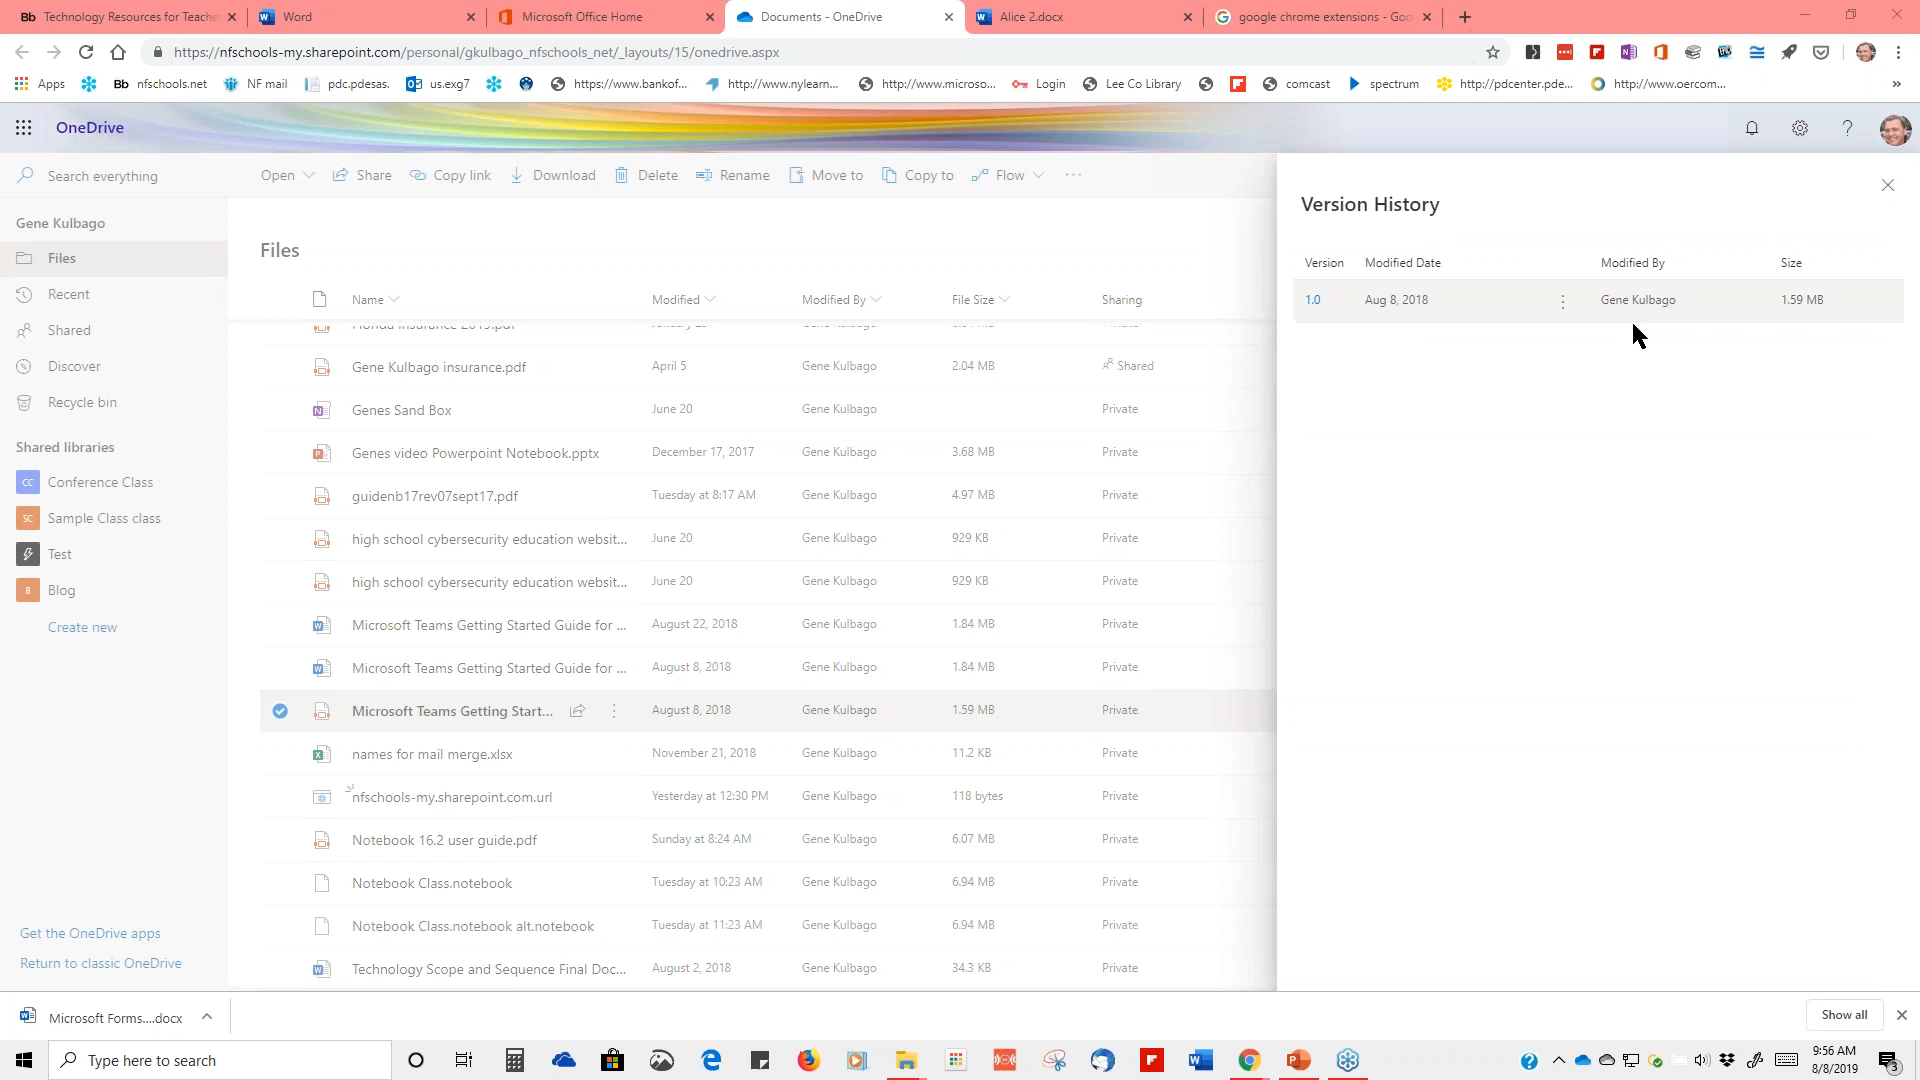 Bb Technology Resources for Teache
Word
Microsoft Office Home
Documents - OneDrive
Alice 2.docx
google chrome extensions - Goo
https://nfschools-my.sharepoint.com/personal/gkulbago_nfschools_net/_layouts/15/onedrive.aspx
Apps
Bb nfschools.net
NF mail
pdc.pdesas.
us.exg7
https://www.bankof...
http://www.nylearn...
http://www.microso...
Login
Lee Co Library
comcast
spectrum
http://pdcenter.pde...
http://www.oercom...
OneDrive
Search everything
Open
Share
Copy link
Download
Delete
Rename
Move to
Copy to
Flow
Gene Kulbago
Files
Recent
Shared
Discover
Recycle bin
Shared libraries
CC Conference Class
SC Sample Class class
Test
B Blog
Create new
Get the OneDrive apps
Return to classic OneDrive
Files
Name Modified Modified By File Size Sharing
Gene Kulbago insurance.pdf April 5 Gene Kulbago 2.04 MB Shared
Genes Sand Box June 20 Gene Kulbago Private
Genes video Powerpoint Notebook.pptx December 17, 2017 Gene Kulbago 3.68 MB Private
guidenb17rev07sept17.pdf Tuesday at 8:17 AM Gene Kulbago 4.97 MB Private
high school cybersecurity education websit... June 20 Gene Kulbago 929 KB Private
high school cybersecurity education websit... June 20 Gene Kulbago 929 KB Private
Microsoft Teams Getting Started Guide for ... August 22, 2018 Gene Kulbago 1.84 MB Private
Microsoft Teams Getting Started Guide for ... August 8, 2018 Gene Kulbago 1.84 MB Private
Microsoft Teams Getting Start... August 8, 2018 Gene Kulbago 1.59 MB Private
names for mail merge.xlsx November 21, 2018 Gene Kulbago 11.2 KB Private
nfschools-my.sharepoint.com.url Yesterday at 12:30 PM Gene Kulbago 118 bytes Private
Notebook 16.2 user guide.pdf Sunday at 8:24 AM Gene Kulbago 6.07 MB Private
Notebook Class.notebook Tuesday at 10:23 AM Gene Kulbago 6.94 MB Private
Notebook Class.notebook alt.notebook Tuesday at 11:23 AM Gene Kulbago 6.94 MB Private
Technology Scope and Sequence Final Doc... August 2, 2018 Gene Kulbago 34.3 KB Private
Version History
Version Modified Date Modified By Size
1.0 Aug 8, 2018 Gene Kulbago 1.59 MB
Microsoft Forms....docx
Show all
Type here to search
9:56 AM
8/8/2019
3